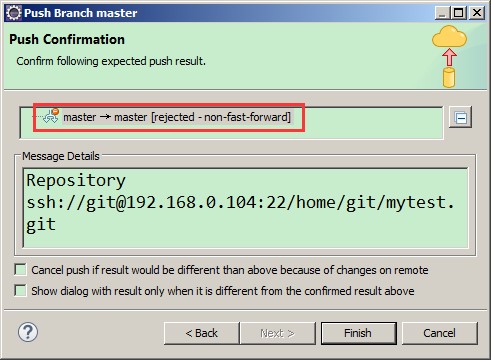 Push Branch master
Push Confirmation
Confirm following expected push result.
master → master [rejected - non-fast-forward]
Message Details
Repository
ssh://git@192.168.0.104:22/home/git/mytest.
git
Cancel push if result would be different than above because of changes on remote
Show dialog with result only when it is different from the confirmed result above
< Back
Next >
Finish
Cancel